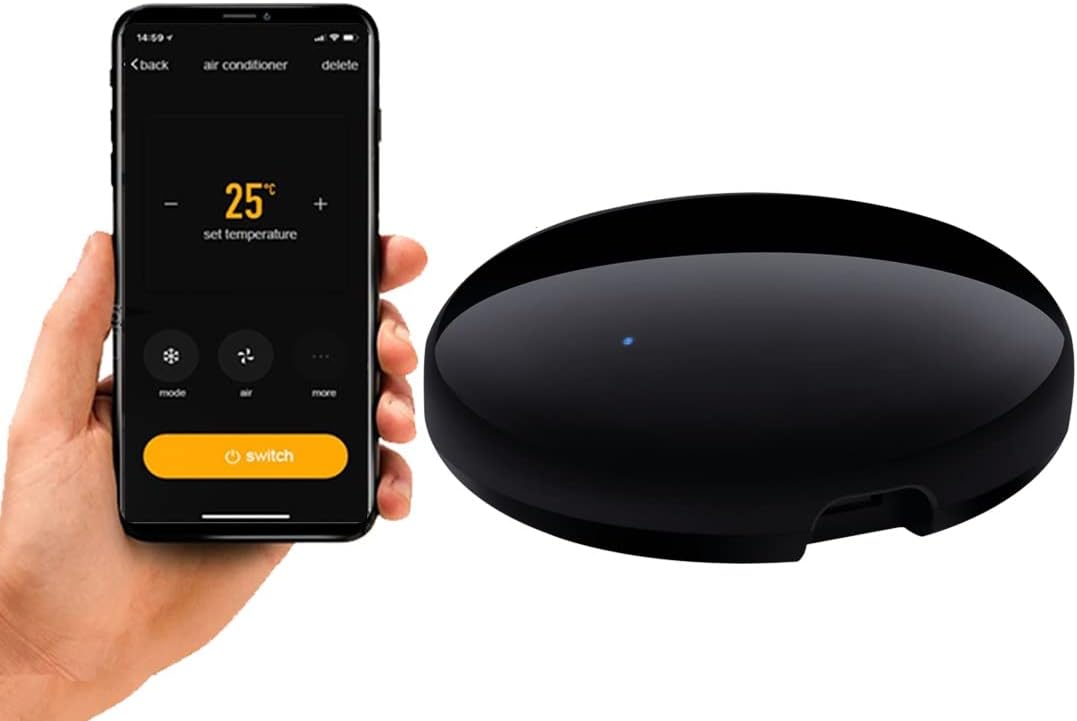 14:59
back air conditioner delete
25°C
− +
set temperature
mode air more
switch